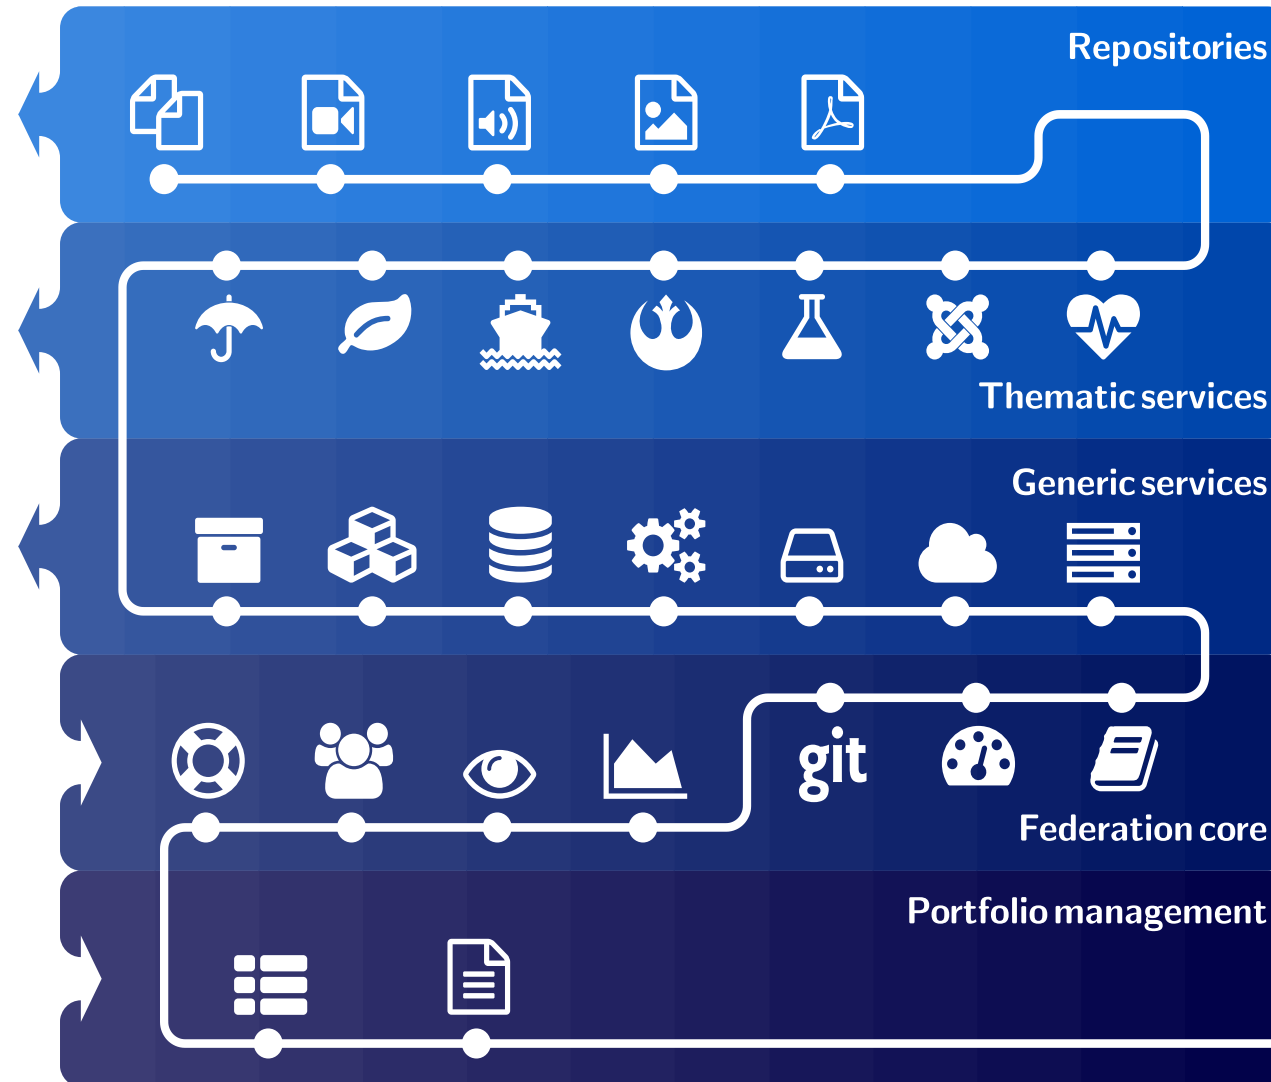 Repositories
Thematic services
Generic services
git
Federation core
Portfolio management